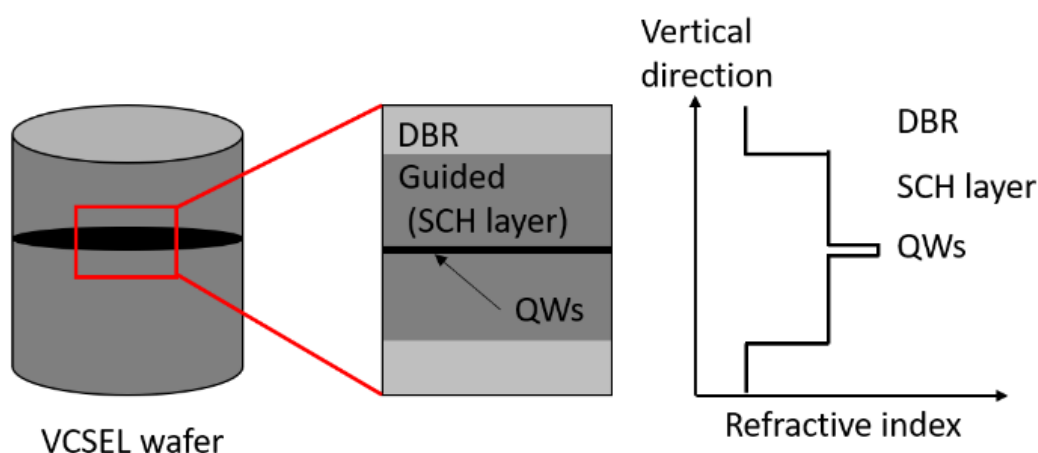 VCSEL wafer
DBR
Guided
(SCH layer)
QWs
Vertical
direction
DBR
SCH layer
QWs
Refractive index